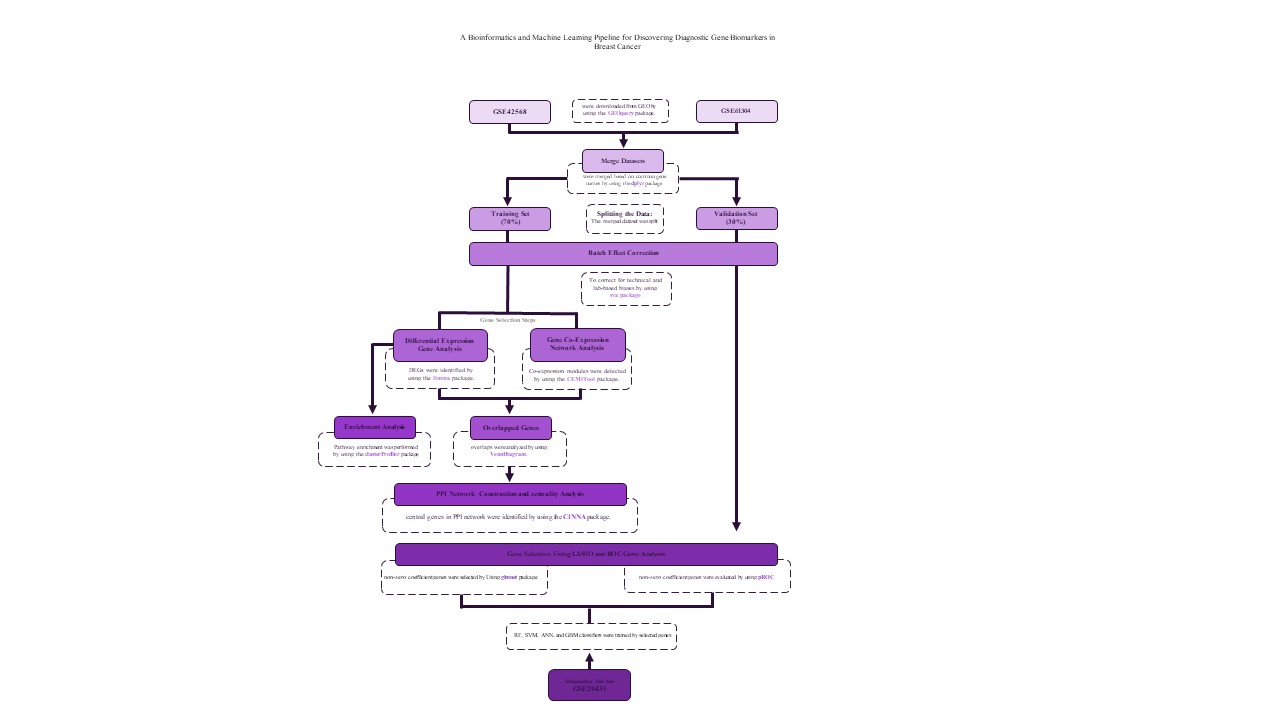 A Bioinformatics and Machine Learning Pipeline for Discovering Diagnostic Gene Biomarkers in
Breast Cancer
GSE42568
were downloaded from GEO by
using the GEOquery package.
GSE61304
Merge Datasets
were merged based on common gene
names by using the dplyr package
Training Set
(70%)
Splitting the Data:
The merged dataset was split
Validation Set
(30%)
Batch Effect Correction
To correct for technical and
lab-based biases by using
sva package
Gene Selection Steps
Differential Expression
Gene Analysis
Gene Co-Expression
Network Analysis
DEGs were identified by
using the limma package.
Co-expression modules were detected
by using the CEMiTool package.
Enrichment Analysis
Overlapped Genes
Pathway enrichment was performed
by using the clusterProfiler package
overlaps were analyzed by using
VennDiagram.
PPI Network Construction and centrality Analysis
central genes in PPI network were identified by using the CINNA package.
Gene Selection Using LASSO and ROC Gene Analysis
non-zero coefficient genes were selected by Using glmnet package
non-zero coefficient genes were evaluated by using pROC
RF, SVM, ANN, and GBM classifiers were trained by selected genes
Independent Test Set
GSE29431